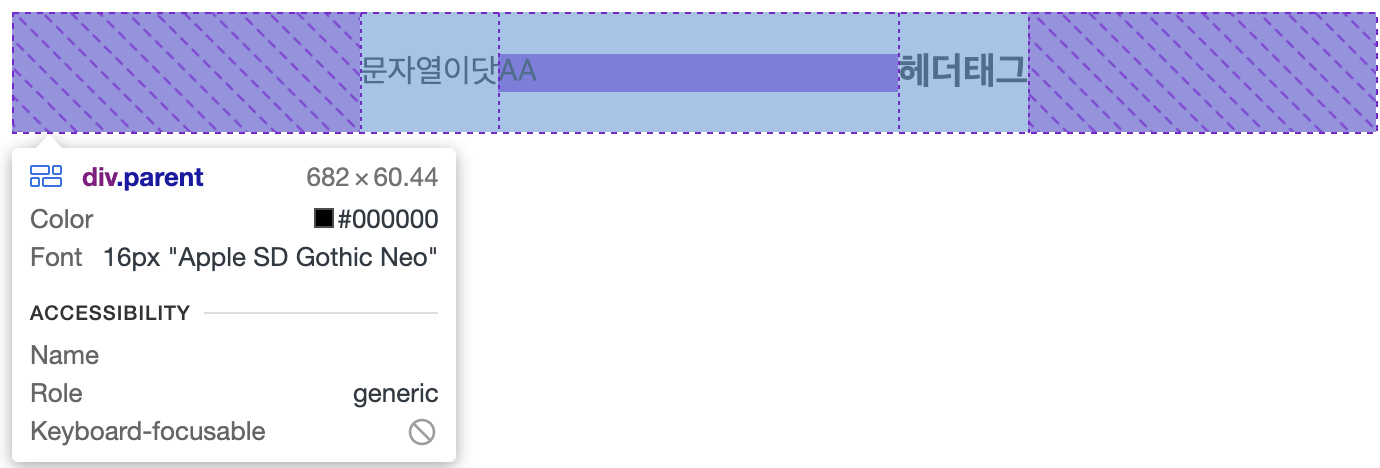 문자열이닷AA 헤더태그
div.parent 682 × 60.44
Color #000000
Font 16px "Apple SD Gothic Neo"
ACCESSIBILITY
Name
Role generic
Keyboard-focusable